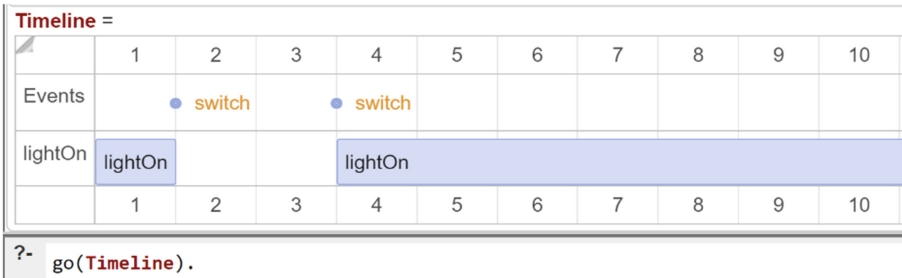 Timeline =
1 2 3 4 5 6 7 8 9 10
Events switch switch
lightOn lightOn lightOn
1 2 3 4 5 6 7 8 9 10
?- go(Timeline).